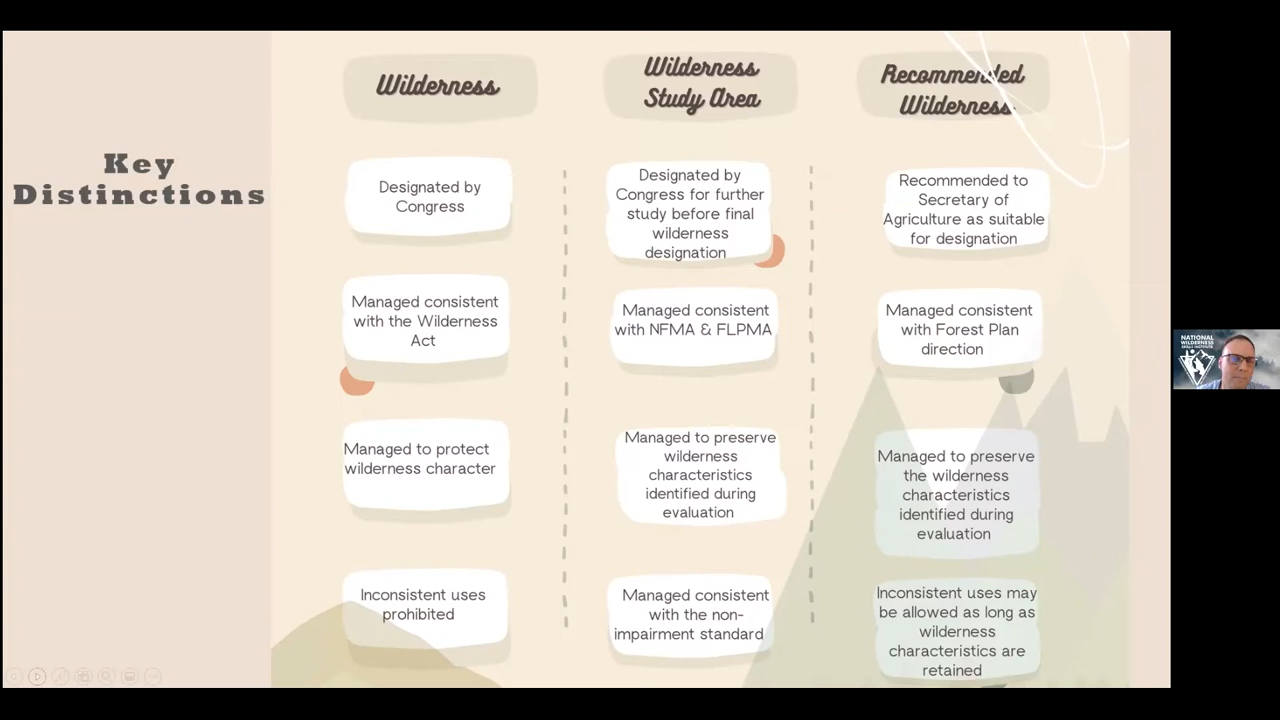 Key
Distinctions
Wilderness
Designated by
Congress
Managed consistent
with the Wilderness
Act
Managed to protect
wilderness character
Inconsistent uses
prohibited
Wilderness
Study Area
Designated by
Congress for further
study before final
wilderness
designation
Managed consistent
with NFMA & FLPMA
Managed to preserve
wilderness
characteristics
identified during
evaluation
Managed consistent
with the non-
impairment standard
Recommended
Wilderness
Recommended to
Secretary of
Agriculture as suitable
for designation
Managed consistent
with Forest Plan
direction
Managed to preserve
the wilderness
characteristics
identified during
evaluation
Inconsistent uses may
be allowed as long as
wilderness
characteristics are
retained
NATIONAL
WILDERNESS
SKILLS INSTITUTE